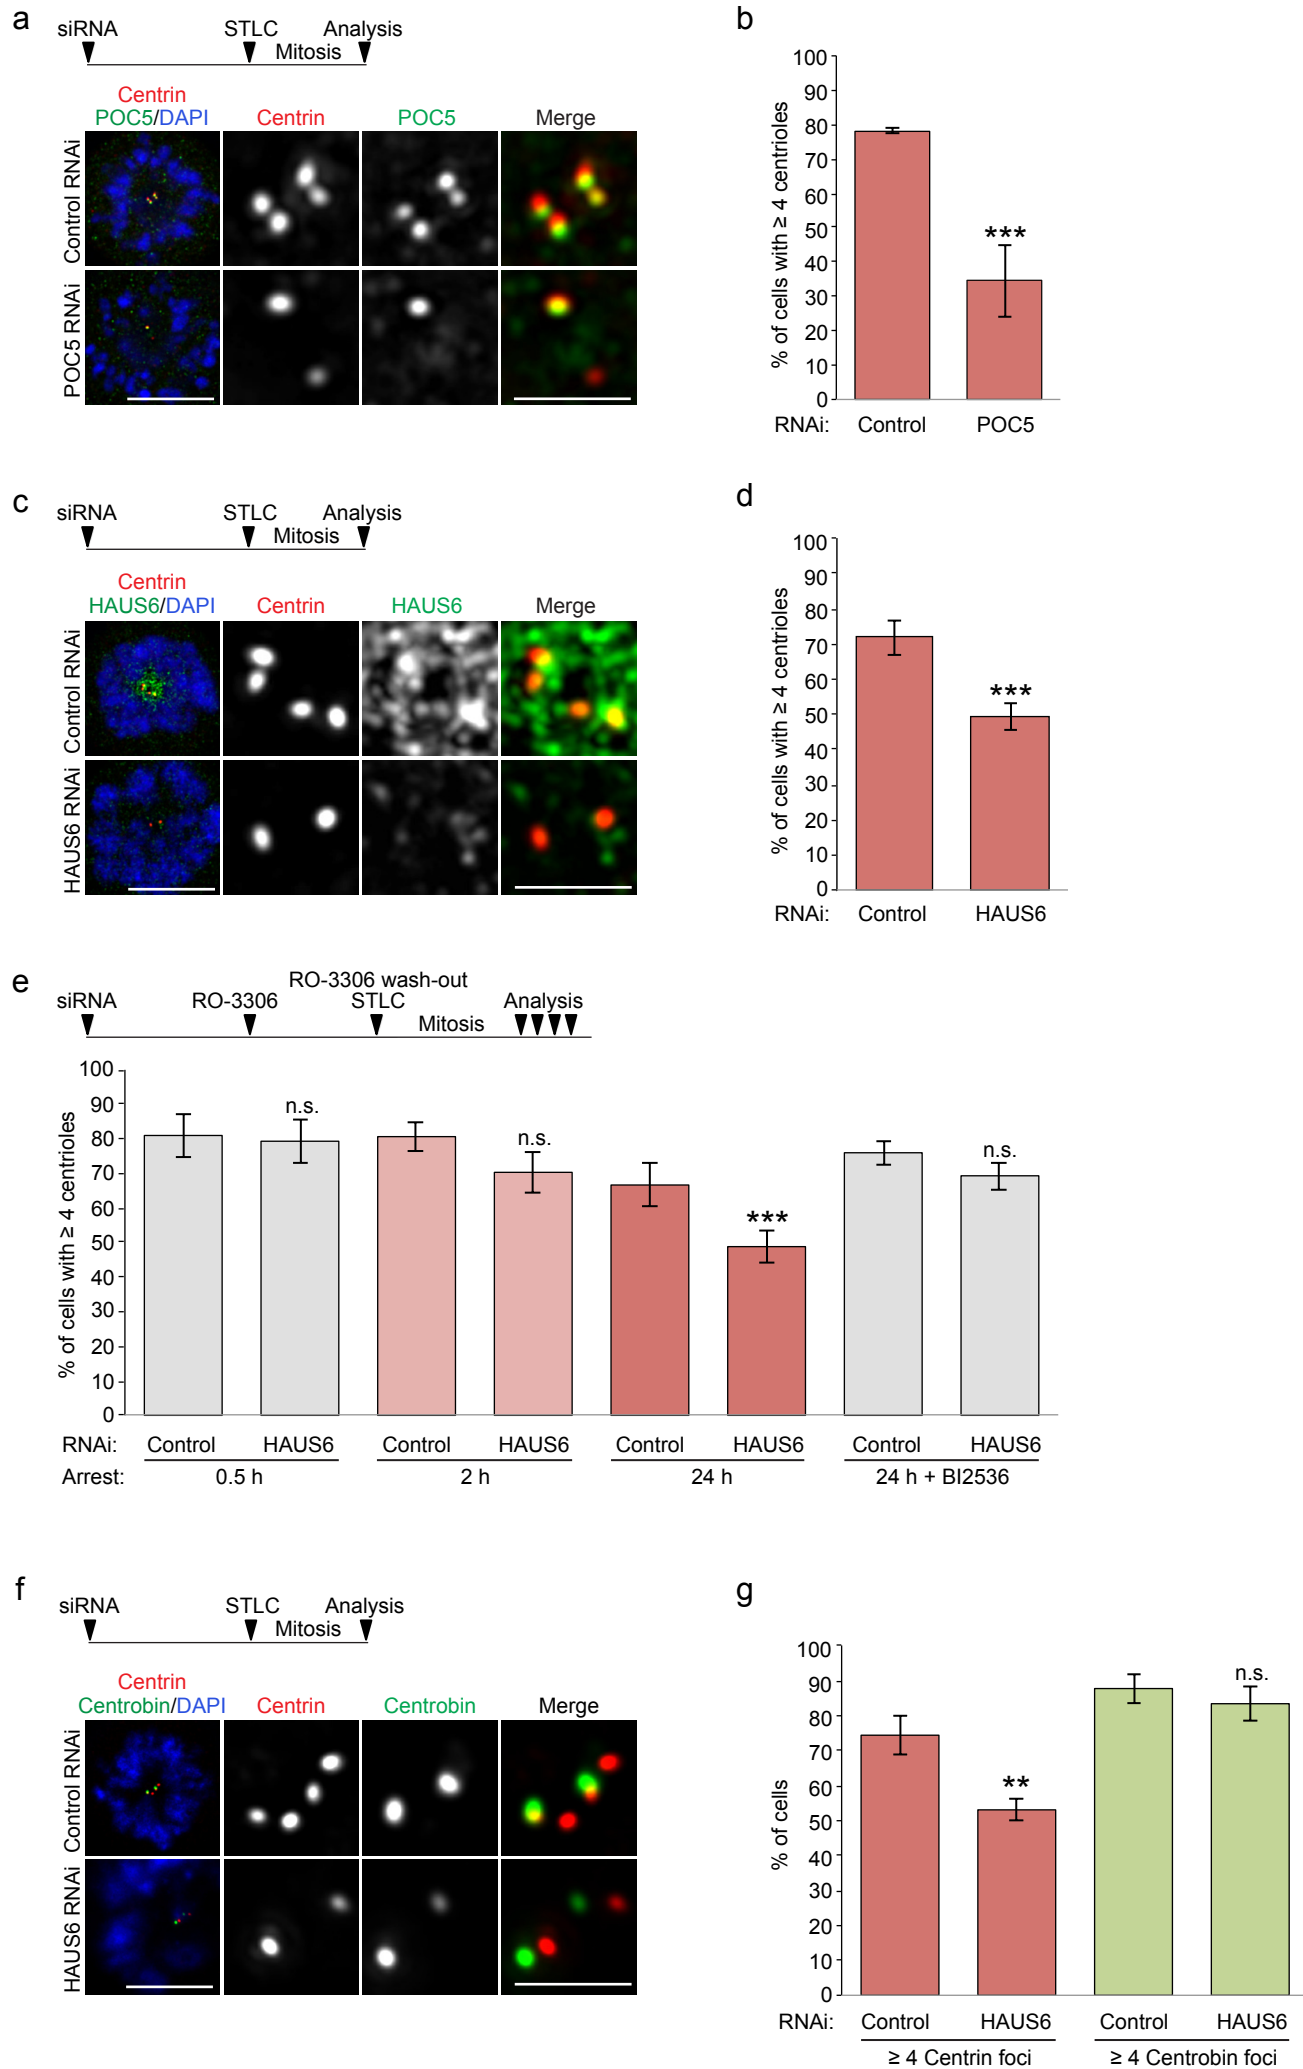 a
siRNA STLC Analysis
Mitosis
Centrin
POC5/DAPI Centrin POC5 Merge
Control RNAi
POC5 RNAi
b
% of cells with ≥ 4 centrioles
100
90
80
70
60
50
40
30
20
10
0
***
RNAi: Control POC5
c
siRNA STLC Analysis
Mitosis
Centrin
HAUS6/DAPI Centrin HAUS6 Merge
Control RNAi
HAUS6 RNAi
d
% of cells with ≥ 4 centrioles
100
90
80
70
60
50
40
30
20
10
0
***
RNAi: Control HAUS6
e
RO-3306 wash-out
siRNA RO-3306 STLC Analysis
Mitosis
% of cells with ≥ 4 centrioles
100
90
80
70
60
50
40
30
20
10
0
n.s. n.s. *** n.s.
RNAi: Control HAUS6 Control HAUS6 Control HAUS6 Control HAUS6
Arrest: 0.5 h 2 h 24 h 24 h + BI2536
f
siRNA STLC Analysis
Mitosis
Centrin
Centrobin/DAPI Centrin Centrobin Merge
Control RNAi
HAUS6 RNAi
g
% of cells
100
90
80
70
60
50
40
30
20
10
0
** n.s.
RNAi: Control HAUS6 Control HAUS6
≥ 4 Centrin foci ≥ 4 Centrobin foci